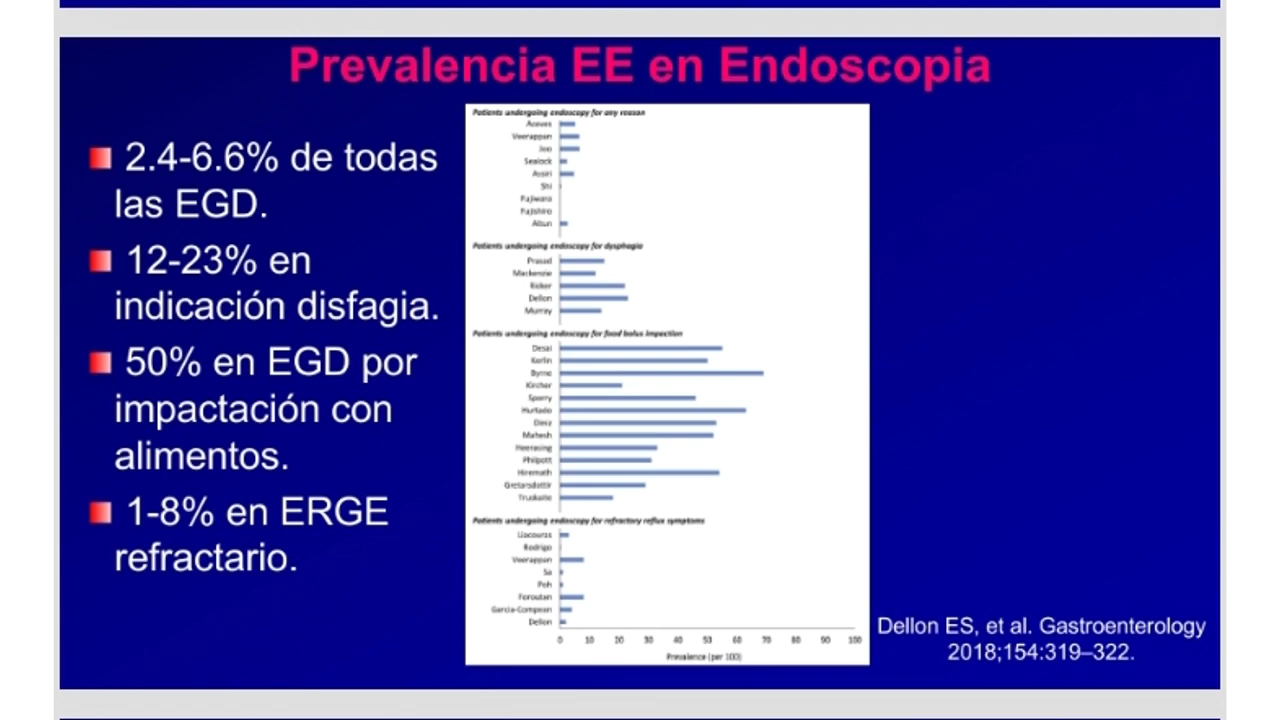 Prevalencia EE en Endoscopia
2.4-6.6% de todas
las EGD.
12-23% en
indicación disfagia.
50% en EGD por
impactación con
alimentos.
1-8% en ERGE
refractario.
Patients undergoing endoscopy for any reason
Aceves
Veerappan
Joo
Sealock
Assiri
Shi
Fujiwara
Fujishiro
Altun
Patients undergoing endoscopy for dysphagia
Prasad
Mackenzie
Ricker
Dellon
Murray
Patients undergoing endoscopy for food bolus impaction
Desai
Kerlin
Byrne
Kircher
Sperry
Hurtado
Mahesh
Heerasing
Philpott
Hiremath
Gretarsdottir
Truskaite
Patients undergoing endoscopy for refractory reflux symptoms
Liacouras
Rodrigo
Veerappan
Sa
Poh
Foroutan
Garcia-Compean
Dellon
0 10 20 30 40 50 60 70 80 90 100
Prevalence (per 100)
Dellon ES, et al. Gastroenterology
2018;154:319–322.